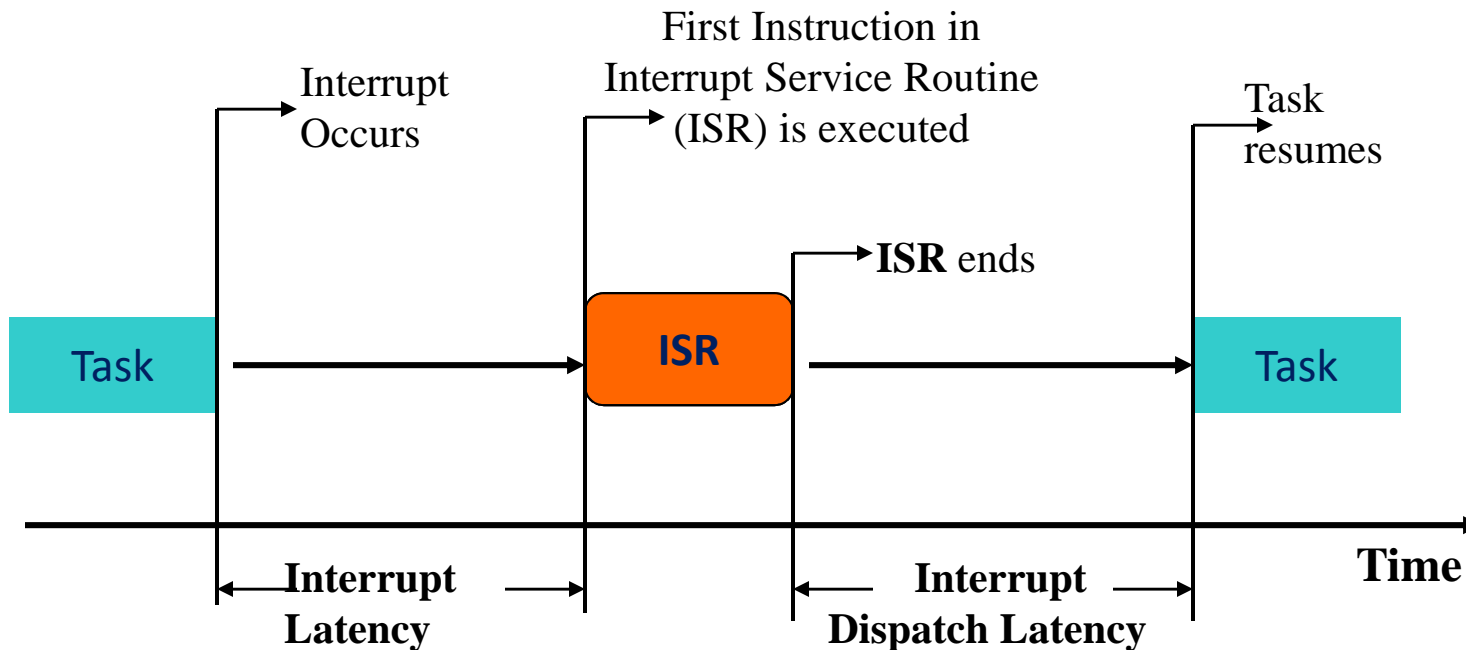 First Instruction in
Interrupt Service Routine
(ISR) is executed
Interrupt
Occurs
Task
resumes
ISR ends
Task
ISR
Task
Time
Interrupt
Latency
Interrupt
Dispatch Latency